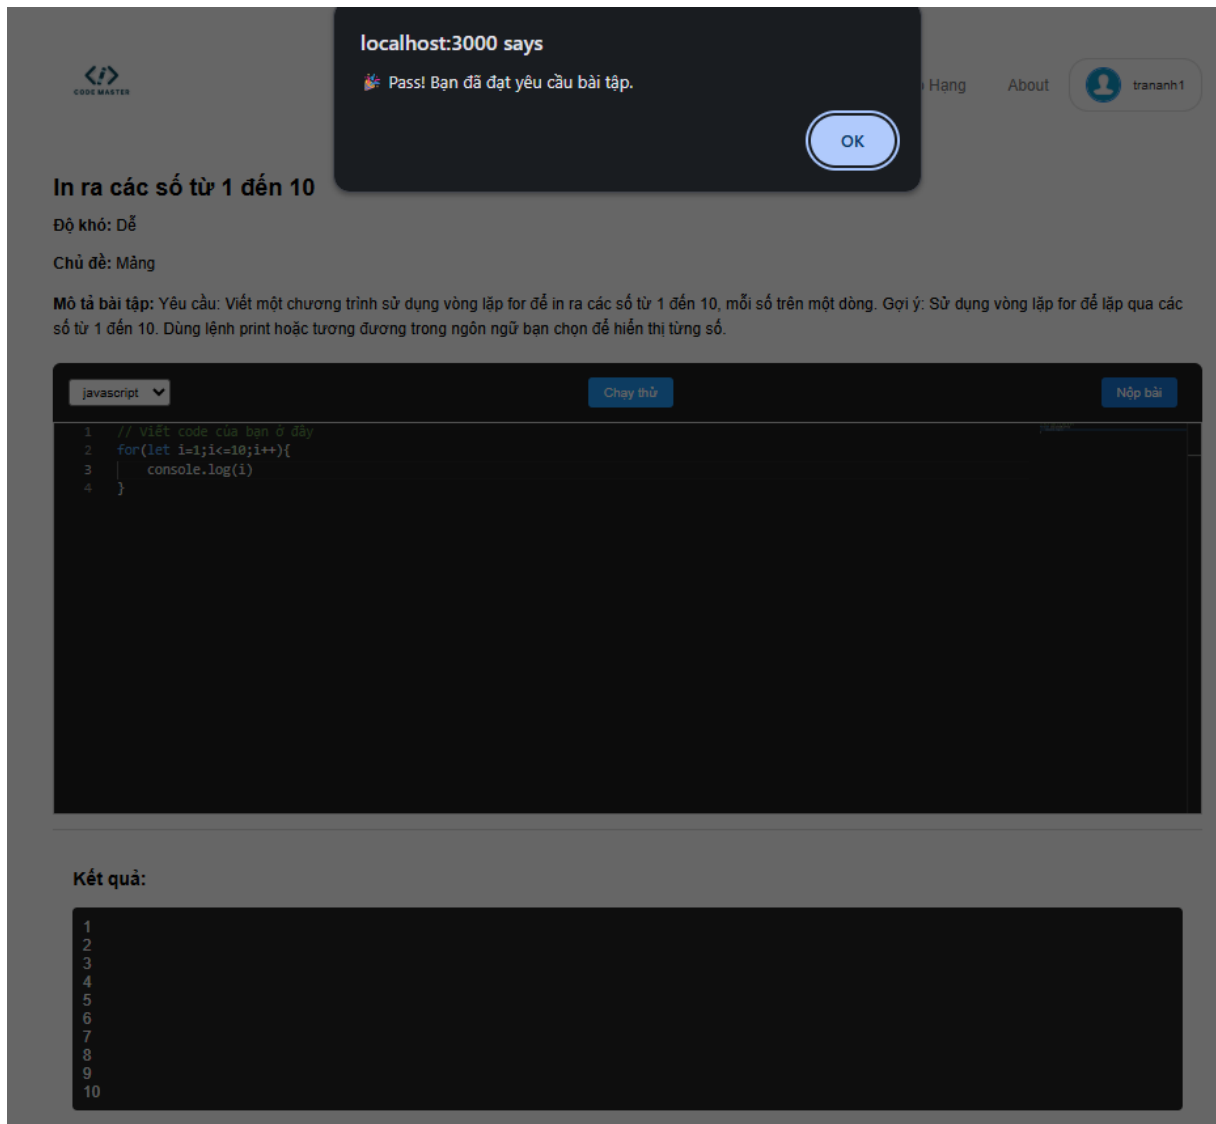 localhost:3000 says
🎉 Pass! Bạn đã đạt yêu cầu bài tập.
OK
CODE MASTER
Hạng
About
trananh1
In ra các số từ 1 đến 10
Độ khó: Dễ
Chủ đề: Mảng
Mô tả bài tập: Yêu cầu: Viết một chương trình sử dụng vòng lặp for để in ra các số từ 1 đến 10, mỗi số trên một dòng. Gợi ý: Sử dụng vòng lặp for để lặp qua các
số từ 1 đến 10. Dùng lệnh print hoặc tương đương trong ngôn ngữ bạn chọn để hiển thị từng số.
javascript
Chạy thử
Nộp bài
1 // Viết code của bạn ở đây
2 for(let i=1;i<=10;i++){
3 console.log(i)
4 }
Kết quả:
1
2
3
4
5
6
7
8
9
10